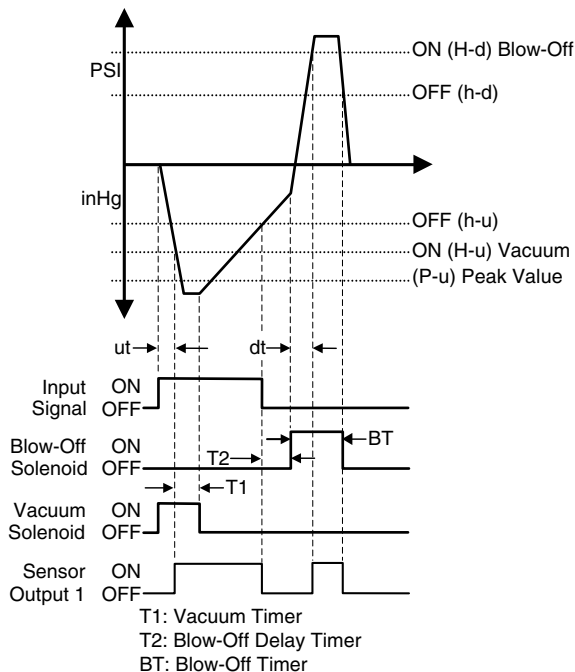 PSI
ON (H-d) Blow-Off
OFF (h-d)
inHg
OFF (h-u)
ON (H-u) Vacuum
(P-u) Peak Value
ut
dt
Input Signal ON OFF
Blow-Off Solenoid ON OFF
T2
BT
T1
Vacuum Solenoid ON OFF
Sensor Output 1 ON OFF
T1: Vacuum Timer
T2: Blow-Off Delay Timer
BT: Blow-Off Timer